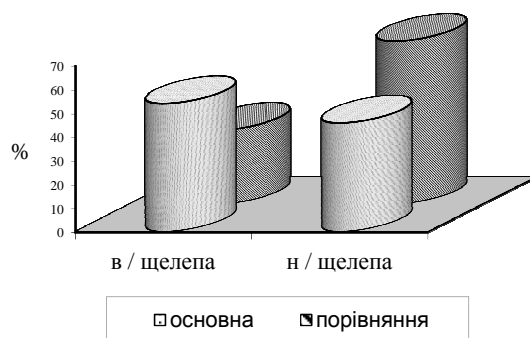 70
60
50
40
30
20
10
0
%
в / щелепа
н / щелепа
основна
порівняння